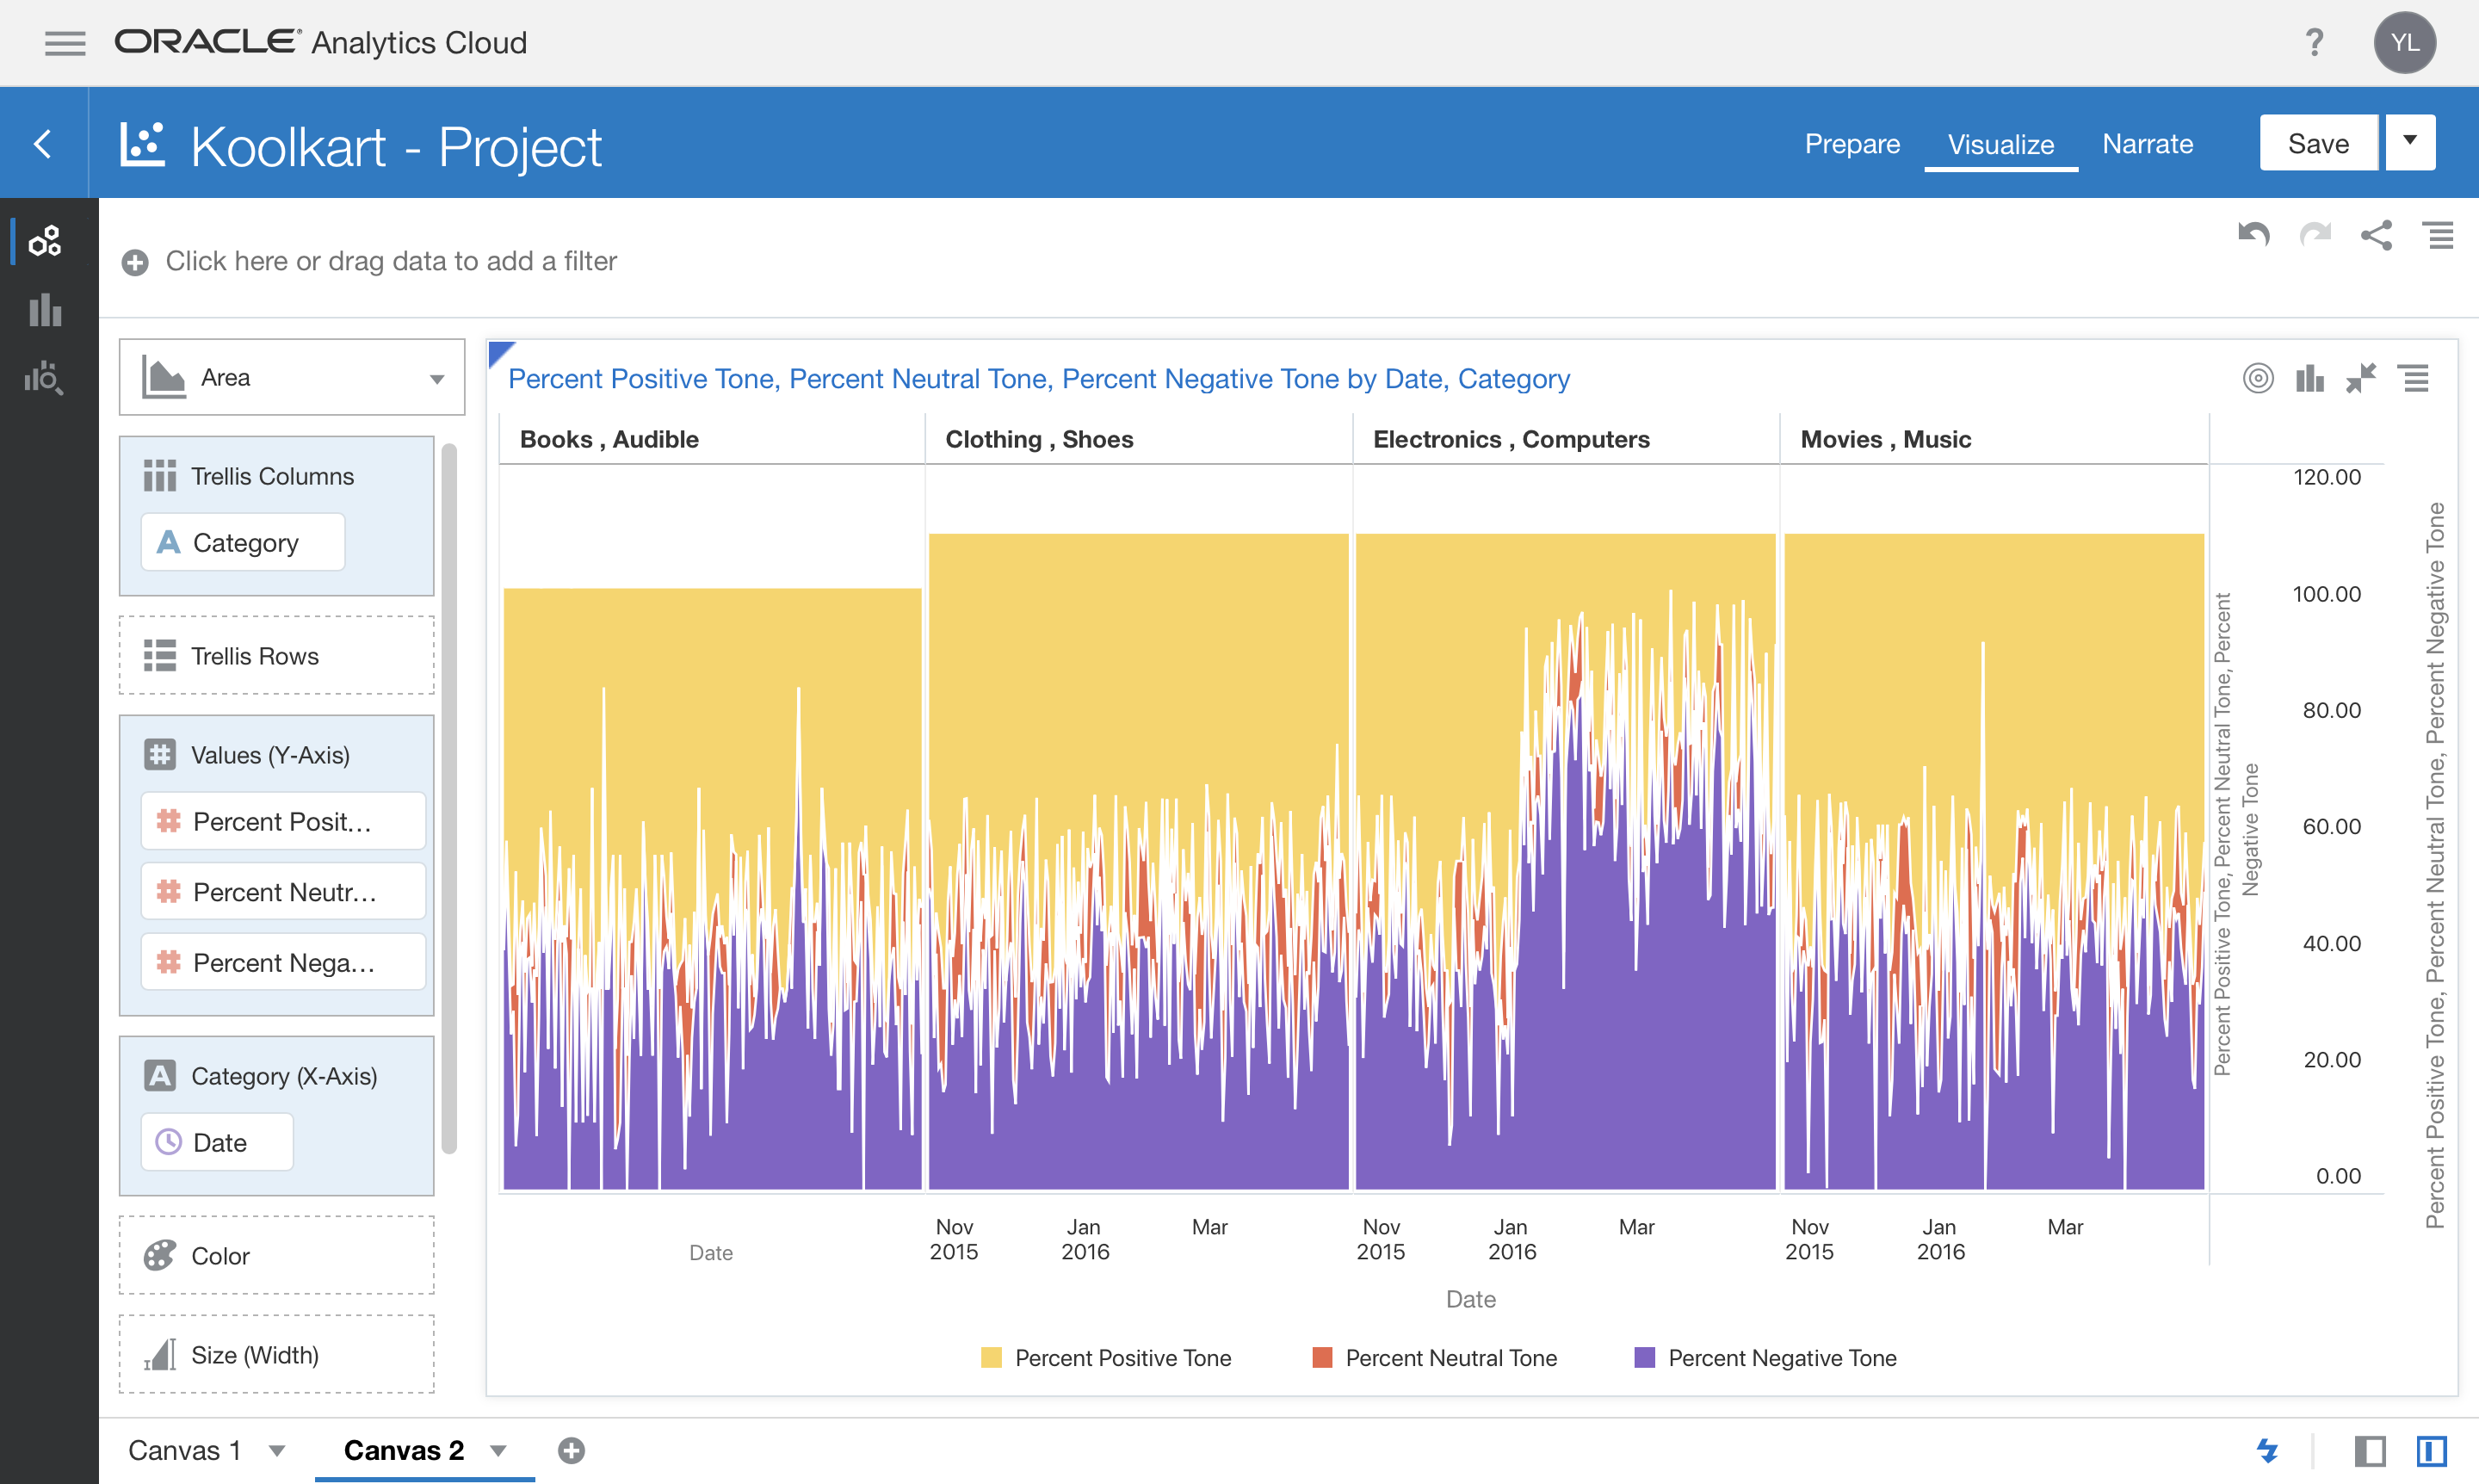 ORACLE® Analytics Cloud
?
YL
Koolkart - Project
Prepare
Visualize
Narrate
Save
Click here or drag data to add a filter
Area
Trellis Columns
A Category
Trellis Rows
# Values (Y-Axis)
# Percent Posit...
# Percent Neutr...
# Percent Nega...
A Category (X-Axis)
Date
Color
Size (Width)
Percent Positive Tone, Percent Neutral Tone, Percent Negative Tone by Date, Category
Books , Audible
Clothing , Shoes
Electronics , Computers
Movies , Music
120.00
100.00
80.00
60.00
40.00
20.00
0.00
Percent Positive Tone, Percent Neutral Tone, Percent
Negative Tone
Percent Positive Tone, Percent Neutral Tone, Percent Negative Tone
Date
Nov
2015
Jan
2016
Mar
Nov
2015
Jan
2016
Mar
Nov
2015
Jan
2016
Mar
Date
Percent Positive Tone
Percent Neutral Tone
Percent Negative Tone
Canvas 1
Canvas 2